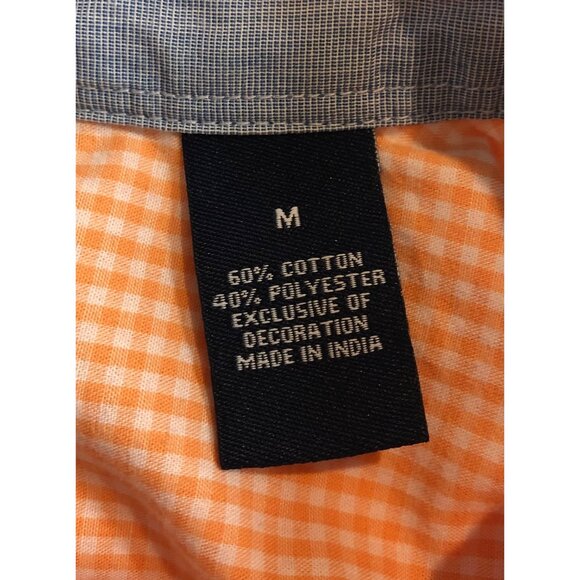 M
60% COTTON
40% POLYESTER
EXCLUSIVE OF
DECORATION
MADE IN INDIA